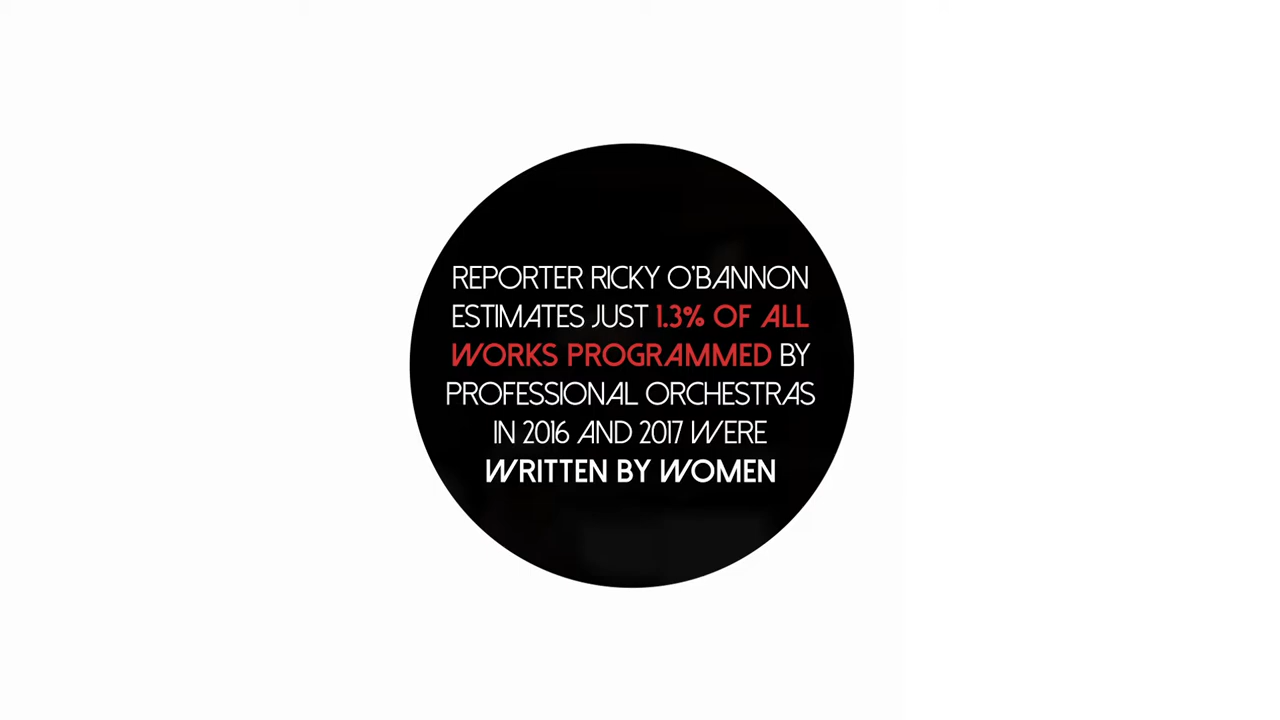 REPORTER RICKY O'BANNON
ESTIMATES JUST 1.3% OF ALL
WORKS PROGRAMMED BY
PROFESSIONAL ORCHESTRAS
IN 2016 AND 2017 WERE
WRITTEN BY WOMEN